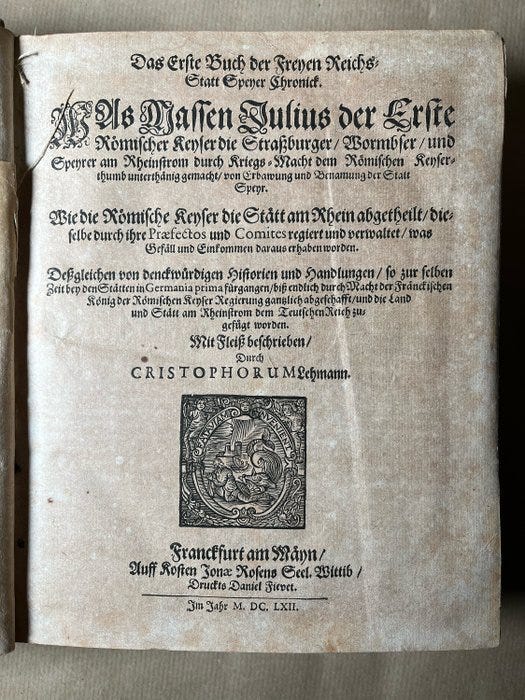 Das Erste Buch der Freyen Reichs-
Statt Speyer Chronick.
WAs Massen Julius der Erste
Römischer Keyser die Straßburger / Wormbser / und
Speyrer am Rheinstrom durch Kriegs-Macht dem Römischen Keyser-
thumb unterthänig gemacht / von Erbawung und Benamung der Statt
Speyr.
Wie die Römische Keyser die Stätt am Rhein abgetheilt / die-
selbe durch ihre Præfectos und Comites regiert und verwaltet / was
Gefäll und Einkommen daraus erhaben worden.
Deßgleichen von denckwürdigen Historien und Handlungen / so zur selben
Zeit bey den Stätten in Germania prima fürgangen / biß endlich durch Macht der Fränckischen
König der Römischen Keyser Regierung gantzlich abgeschafft / und die Land
und Stätt am Rheinstrom dem Teutschen Reich zu-
gefügt worden.
Mit Fleiß beschrieben /
Durch
CRISTOPHORUM Lehmann.
INVENIENT
Franckfurt am Mäyn /
Auff Kosten Jonæ Rosens Seel. Wittib /
Druckts Daniel Fievet.
Im Jahr M. DC. LXII.